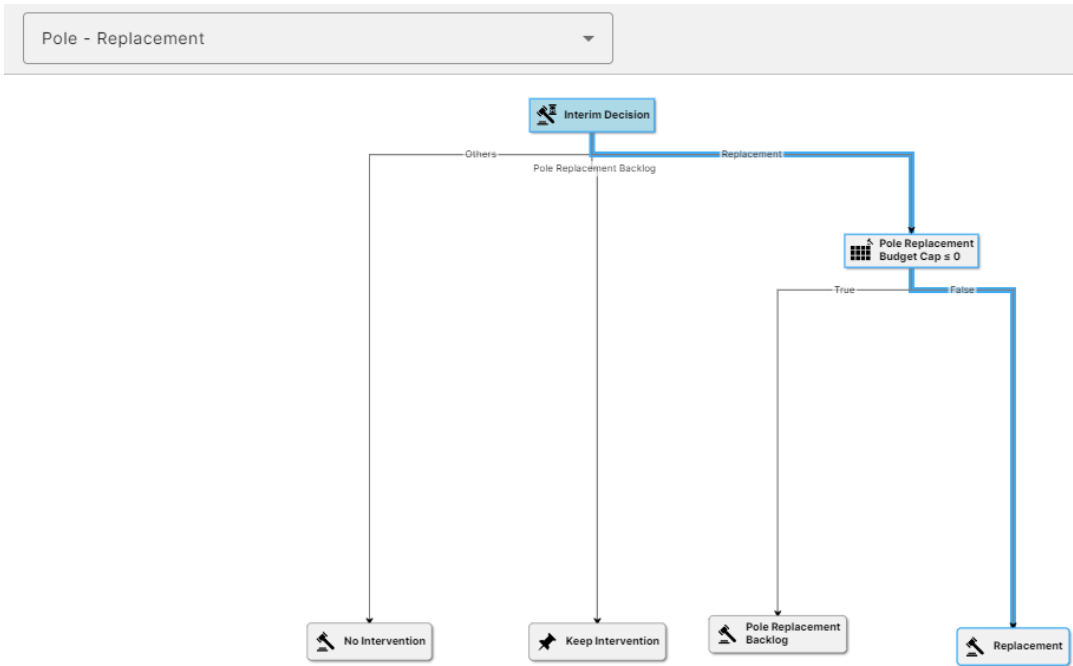 Pole - Replacement
Interim Decision
Others
Replacement
Pole Replacement Backlog
Pole Replacement
Budget Cap ≤ 0
True
False
No Intervention
Keep Intervention
Pole Replacement
Backlog
Replacement